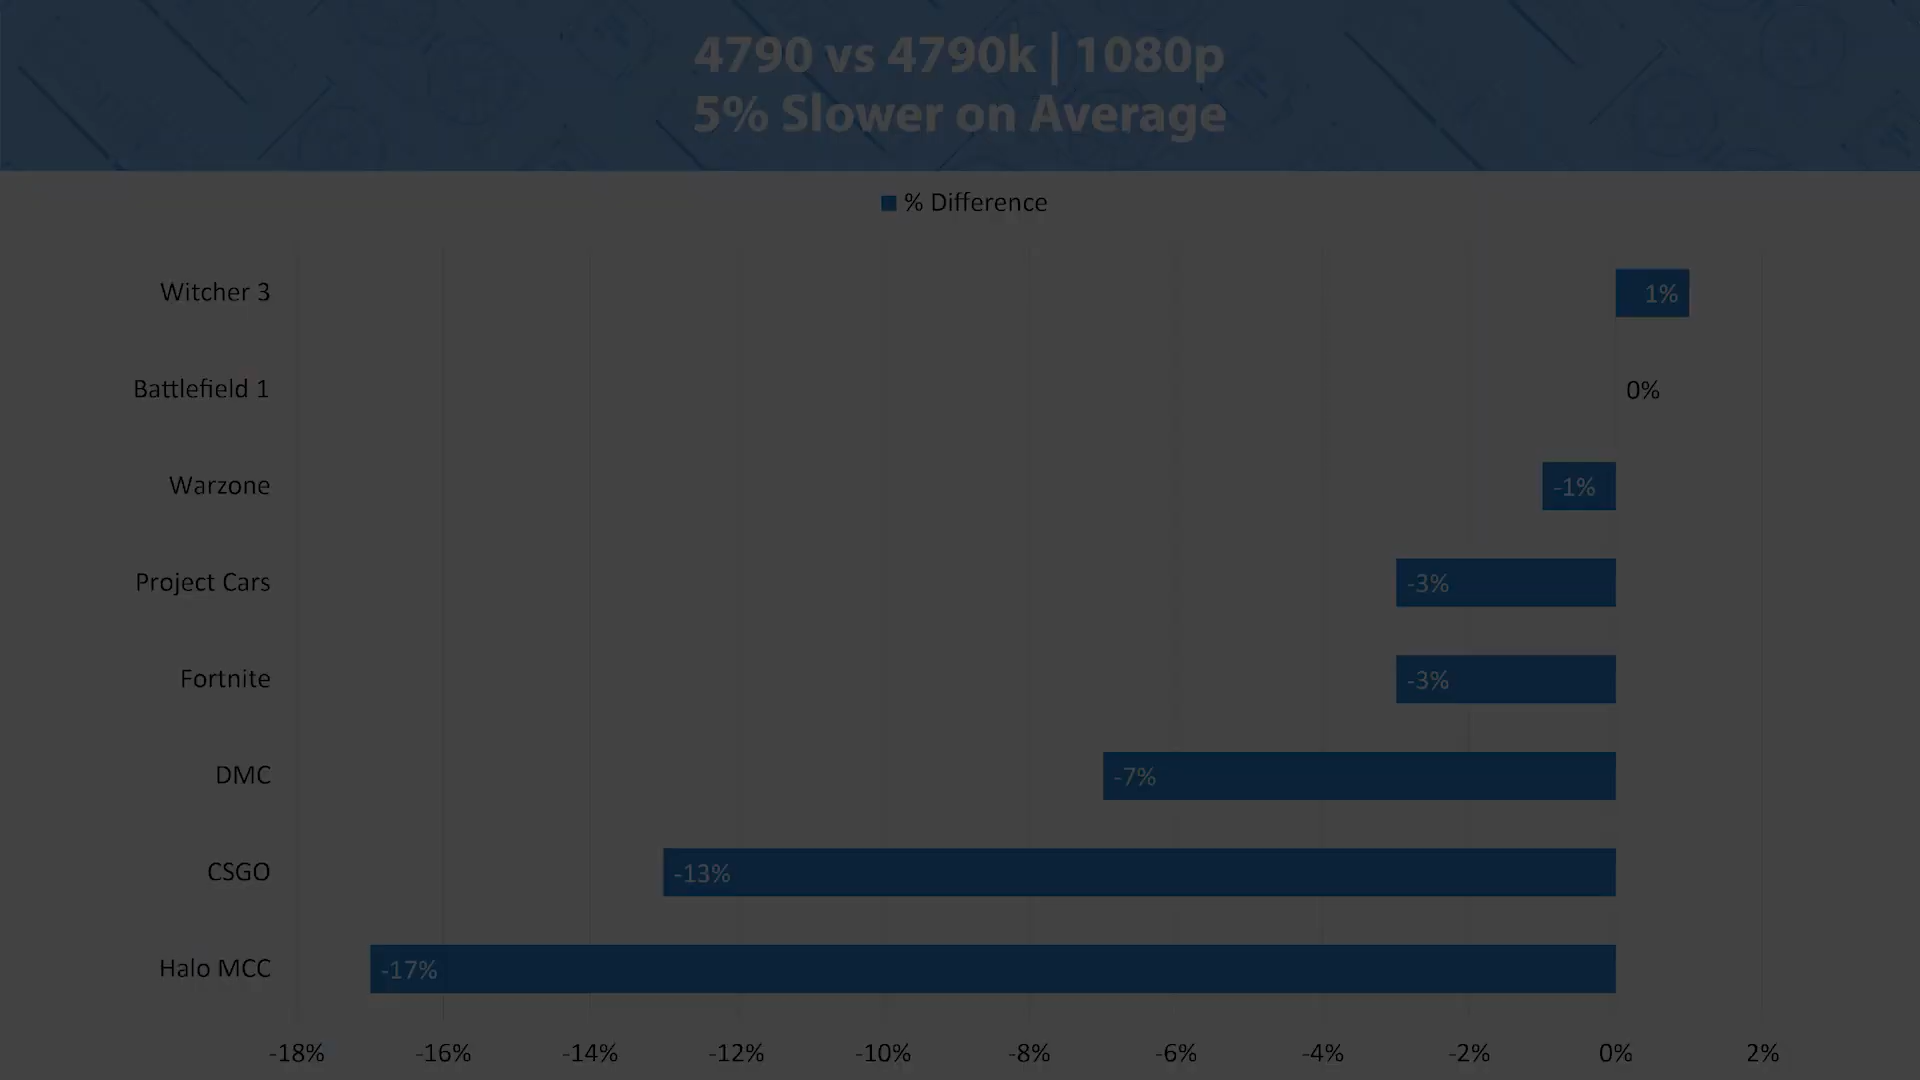 4790 vs 4790k | 1080p
5% Slower on Average
% Difference
Witcher 3
1%
Battlefield 1
0%
Warzone
-1%
Project Cars
-3%
Fortnite
-3%
DMC
-7%
CSGO
-13%
Halo MCC
-17%
-18% -16% -14% -12% -10% -8% -6% -4% -2% 0% 2%